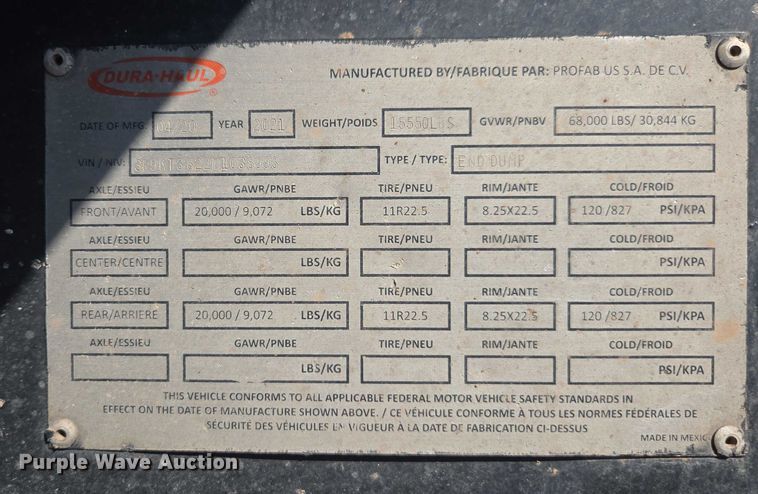 DURA-HAUL ®
MANUFACTURED BY/FABRIQUE PAR: PROFAB US S.A. DE C.V.
DATE OF MFG. 04/20 YEAR 2021 WEIGHT/POIDS 15550LBS GVWR/PNBV 68,000 LBS/ 30,844 KG
VIN / NIV: TYPE / TYPE: END DUMP
AXLE/ESSIEU GAWR/PNBE TIRE/PNEU RIM/JANTE COLD/FROID
FRONT/AVANT 20,000 / 9,072 LBS/KG 11R22.5 8.25X22.5 120 /827 PSI/KPA
AXLE/ESSIEU GAWR/PNBE TIRE/PNEU RIM/JANTE COLD/FROID
CENTER/CENTRE LBS/KG PSI/KPA
AXLE/ESSIEU GAWR/PNBE TIRE/PNEU RIM/JANTE COLD/FROID
REAR/ARRIERE 20,000 / 9,072 LBS/KG 11R22.5 8.25X22.5 120 /827 PSI/KPA
AXLE/ESSIEU GAWR/PNBE TIRE/PNEU RIM/JANTE COLD/FROID
LBS/KG PSI/KPA
THIS VEHICLE CONFORMS TO ALL APPLICABLE FEDERAL MOTOR VEHICLE SAFETY STANDARDS IN
EFFECT ON THE DATE OF MANUFACTURE SHOWN ABOVE. / CE VÉHICULE CONFORME À TOUS LES NORMES FÉDÉRALES DE
SÉCURITÉ DES VÉHICULES EN VIGUEUR À LA DATE DE FABRICATION CI-DESSUS
MADE IN MEXICO
Purple Wave Auction